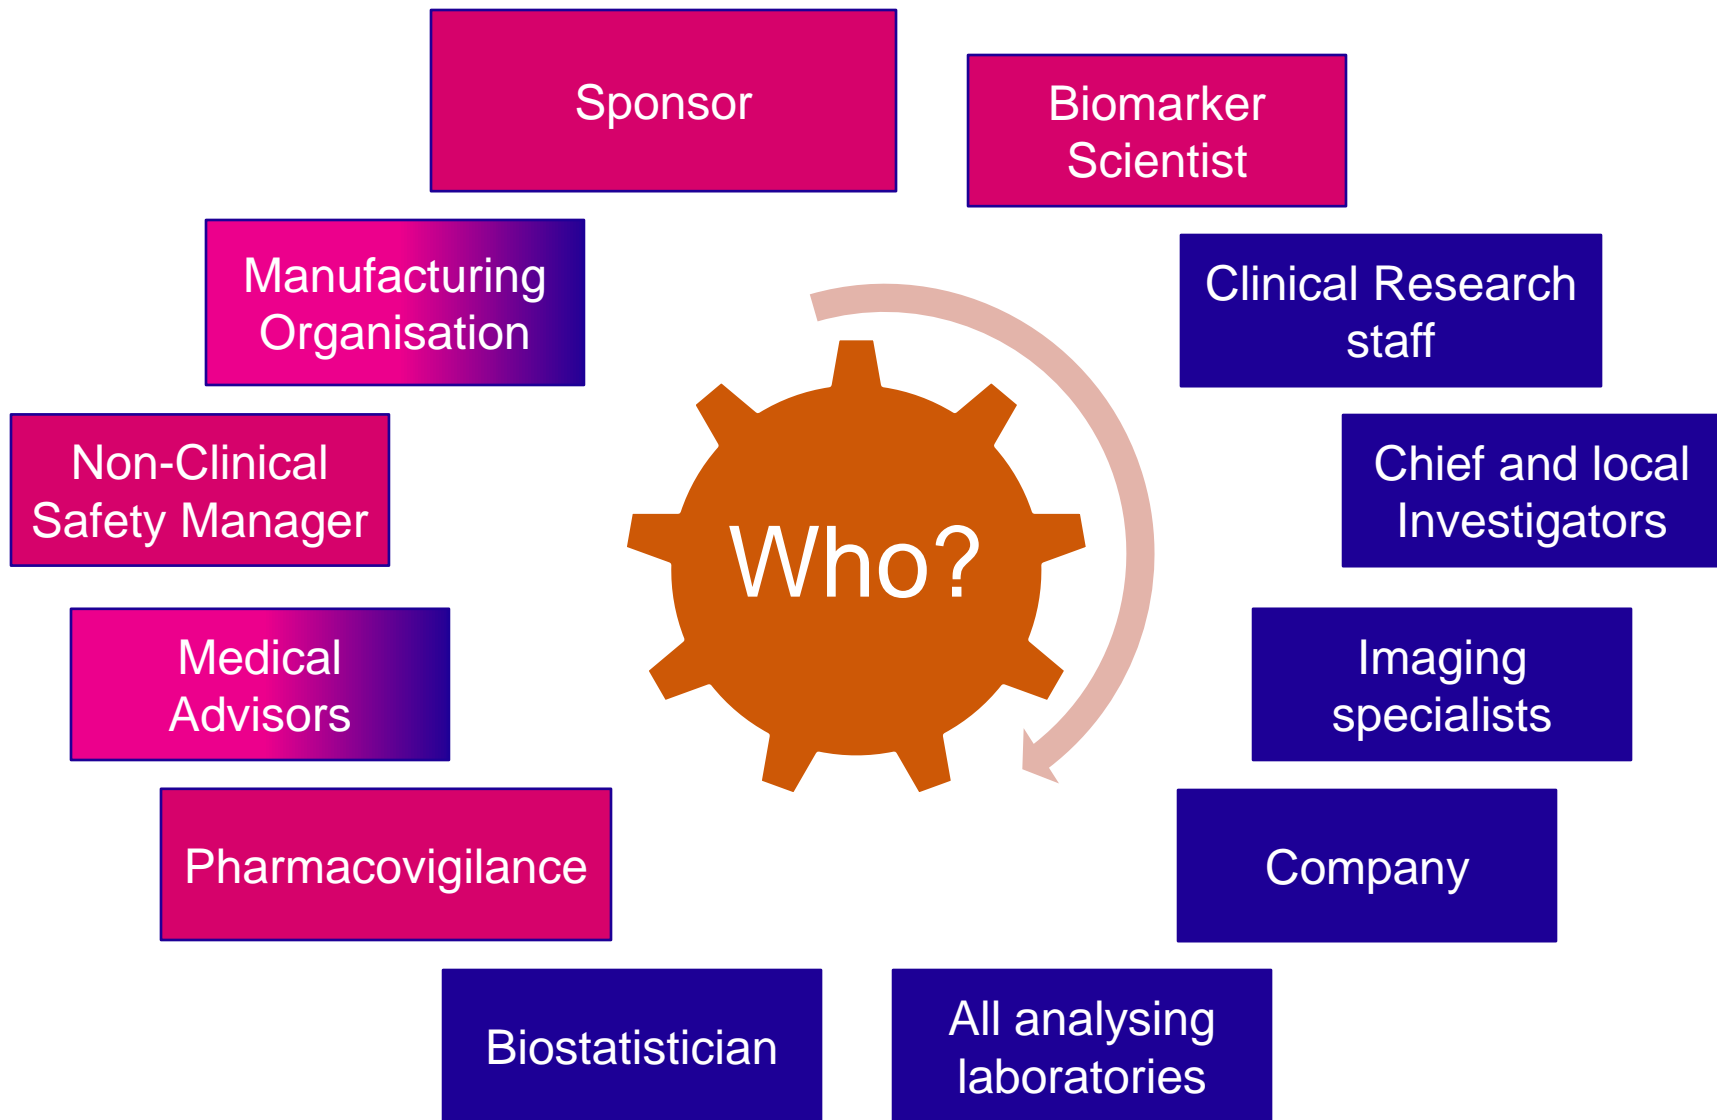 Sponsor
Biomarker
Scientist
Manufacturing
Organisation
Clinical Research
staff
Non-Clinical
Safety Manager
Chief and local
Investigators
Who?
Medical
Advisors
Imaging
specialists
Pharmacovigilance
Company
Biostatistician
All analysing
laboratories